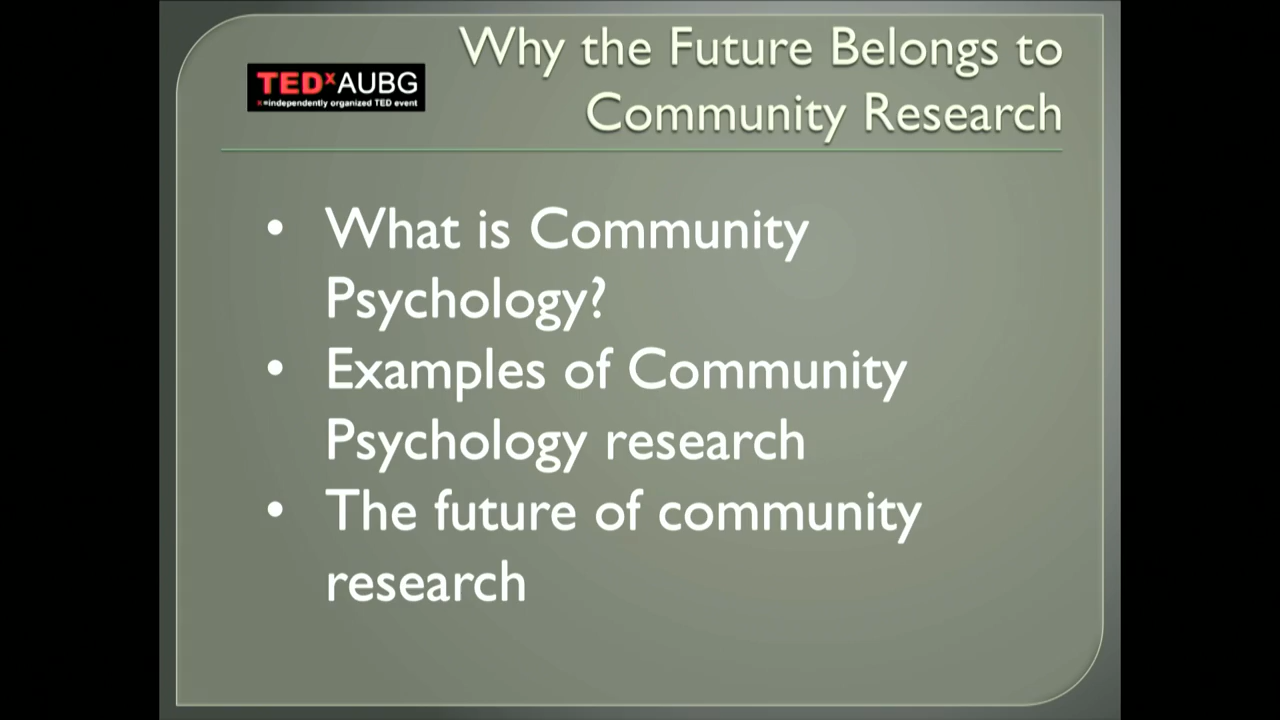 Why the Future Belongs to
TEDxAUBG
Community Research
x=independently organized TED event
• What is Community
Psychology?
• Examples of Community
Psychology research
• The future of community
research